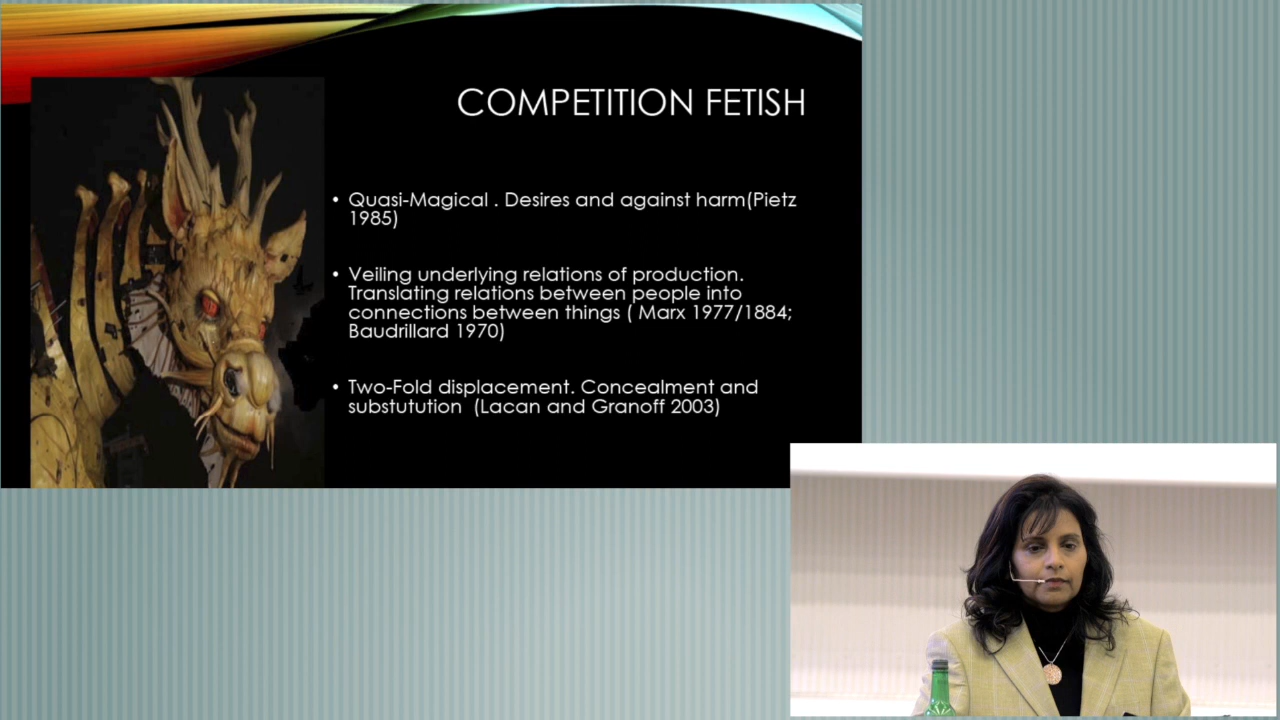 COMPETITION FETISH
• Quasi-Magical . Desires and against harm(Pietz
1985)
• Veiling underlying relations of production.
Translating relations between people into
connections between things ( Marx 1977/1884;
Baudrillard 1970)
• Two-Fold displacement. Concealment and
substutution (Lacan and Granoff 2003)